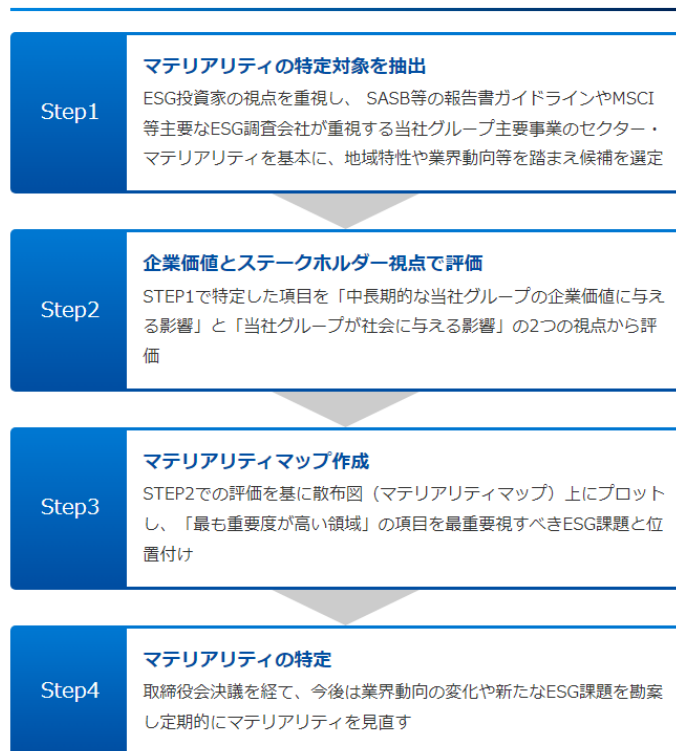 Step1
マテリアリティの特定対象を抽出
ESG投資家の視点を重視し、 SASB等の報告書ガイドラインやMSCI
等主要なESG調査会社が重視する当社グループ主要事業のセクター・
マテリアリティを基本に、地域特性や業界動向等を踏まえ候補を選定
Step2
企業価値とステークホルダー視点で評価
STEP1で特定した項目を「中長期的な当社グループの企業価値に与え
る影響」と「当社グループが社会に与える影響」の2つの視点から評
価
Step3
マテリアリティマップ作成
STEP2での評価を基に散布図（マテリアリティマップ）上にプロット
し、「最も重要度が高い領域」の項目を最重要視すべきESG課題と位
置付け
Step4
マテリアリティの特定
取締役会決議を経て、今後は業界動向の変化や新たなESG課題を勘案
し定期的にマテリアリティを見直す